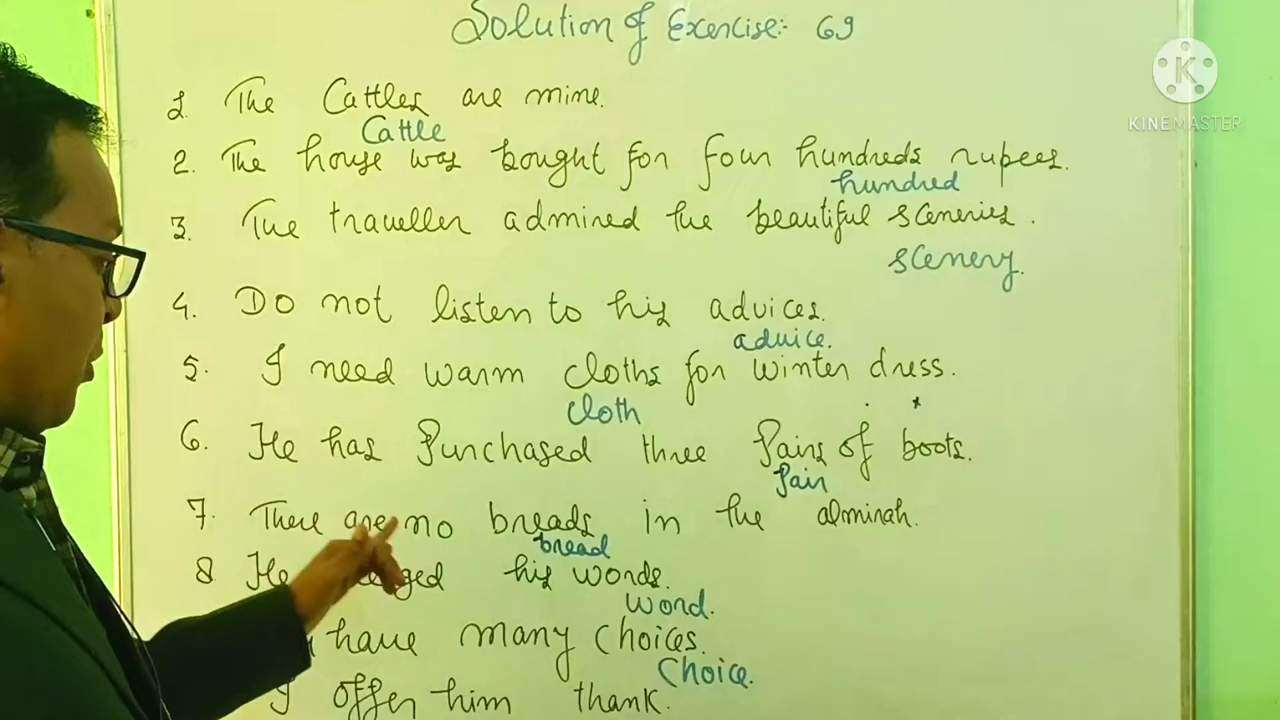 Solution of Exercise:- 69
1. The Cattles are mine.
Cattle
2. The house was bought for four hundreds rupees.
hundred
3. The traveller admired the beautiful sceneries.
scenery.
4. Do not listen to his advices.
advice.
5. I need warm cloths for winter dress.
cloth
6. He has Purchased three Pairs of boots.
Pair
7. There are no breads in the almirah.
bread
8 He his words.
word.
have many choices.
Choice.
I offer him thank.
KINEMASTER